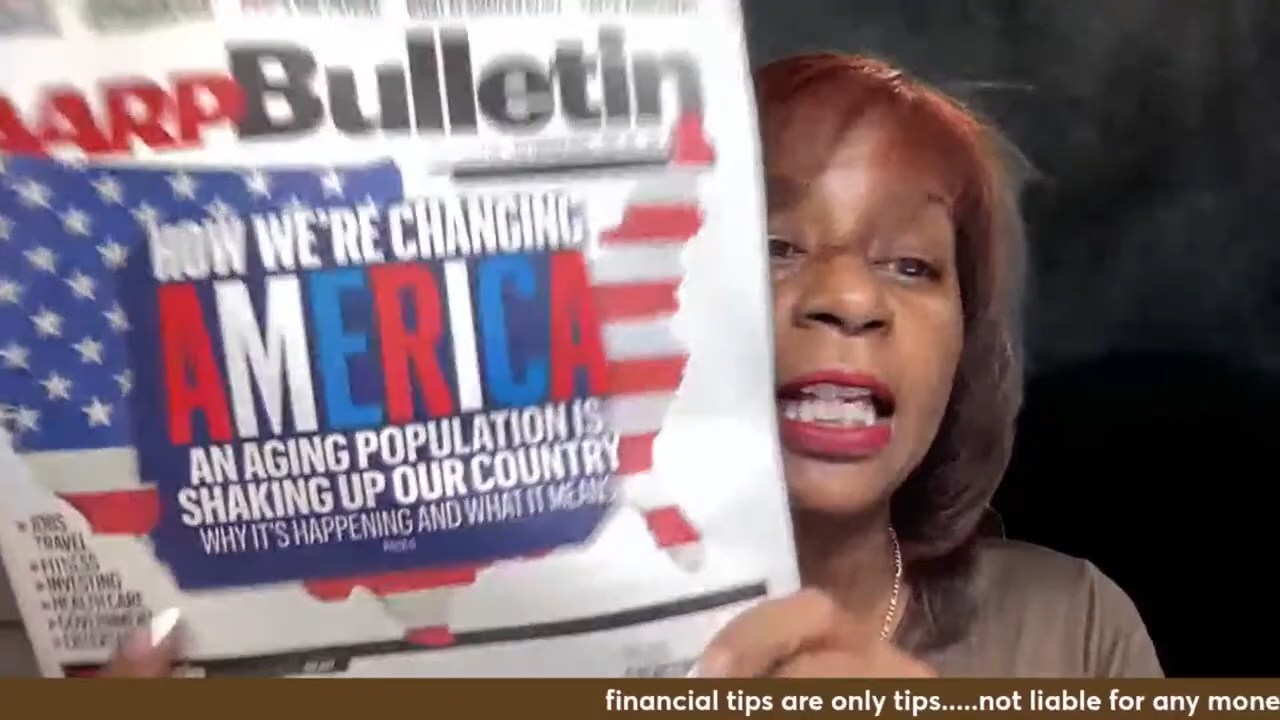 AARP Bulletin
HOW WE'RE CHANGING
AMERICA
AN AGING POPULATION IS
SHAKING UP OUR COUNTRY
WHY IT'S HAPPENING AND WHAT IT MEANS
» JOBS
TRAVEL
» FITNESS
» INVESTING
» HEALTH CARE
» GOVERNMENT
financial tips are only tips.....not liable for any mone